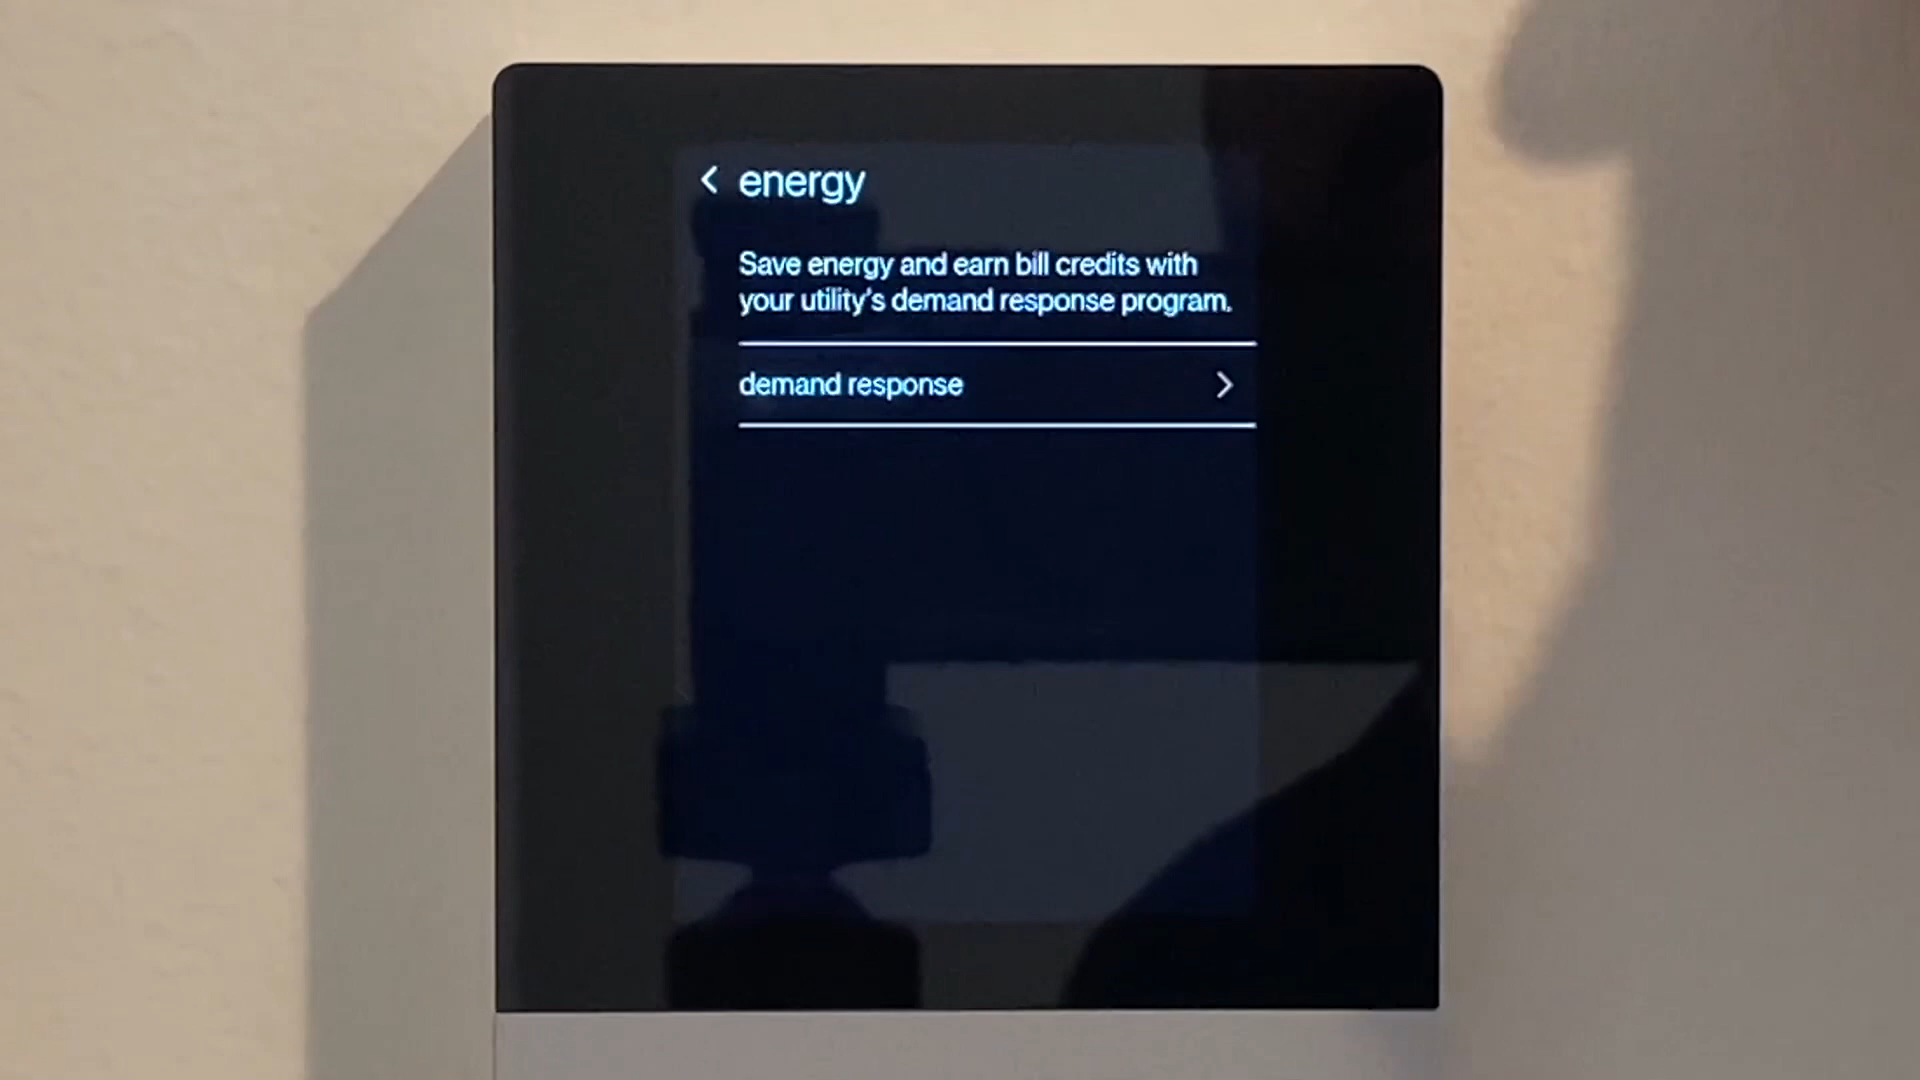 energy
Save energy and earn bill credits with
your utility's demand response program.
demand response